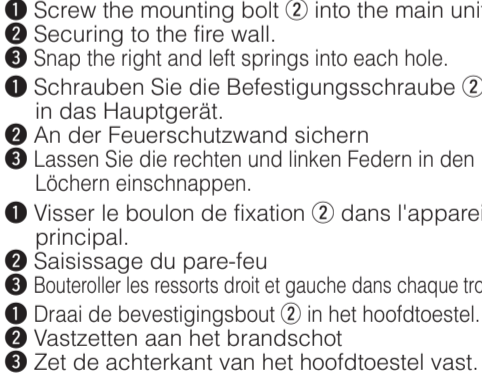 ❶ Screw the mounting bolt ② into the main unit
❷ Securing to the fire wall.
❸ Snap the right and left springs into each hole.
❶ Schrauben Sie die Befestigungsschraube ②
in das Hauptgerät.
❷ An der Feuerschutzwand sichern
❸ Lassen Sie die rechten und linken Federn in den
Löchern einschnappen.
❶ Visser le boulon de fixation ② dans l'appareil
principal.
❷ Saisissage du pare-feu
❸ Bouteroller les ressorts droit et gauche dans chaque
❶ Draai de bevestigingsbout ② in het hoofdtoestel.
❷ Vastzetten aan het brandschot
❸ Zet de achterkant van het hoofdtoestel vast.